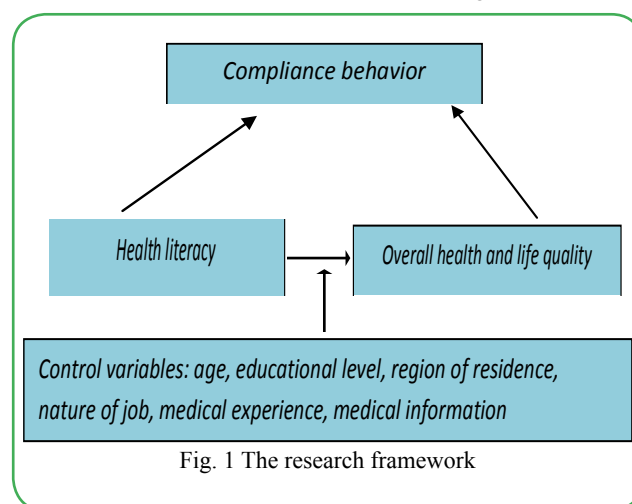 Compliance behavior
Health literacy
Overall health and life quality
Control variables: age, educational level, region of residence,
nature of job, medical experience, medical information
Fig. 1 The research framework